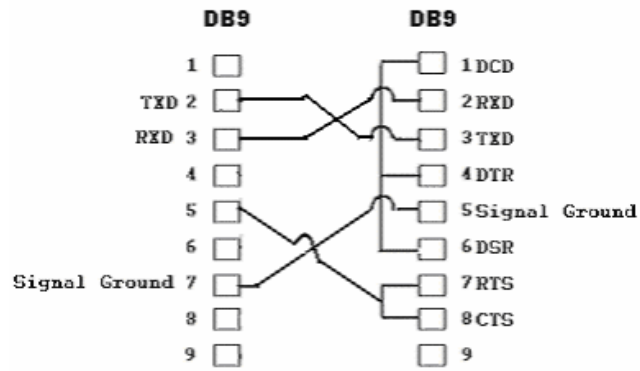 DB9 DB9
1 1 DCD
TXD 2 2 RXD
RXD 3 3 TXD
4 4 DTR
5 5 Signal Ground
6 6 DSR
Signal Ground 7 7 RTS
8 8 CTS
9 9